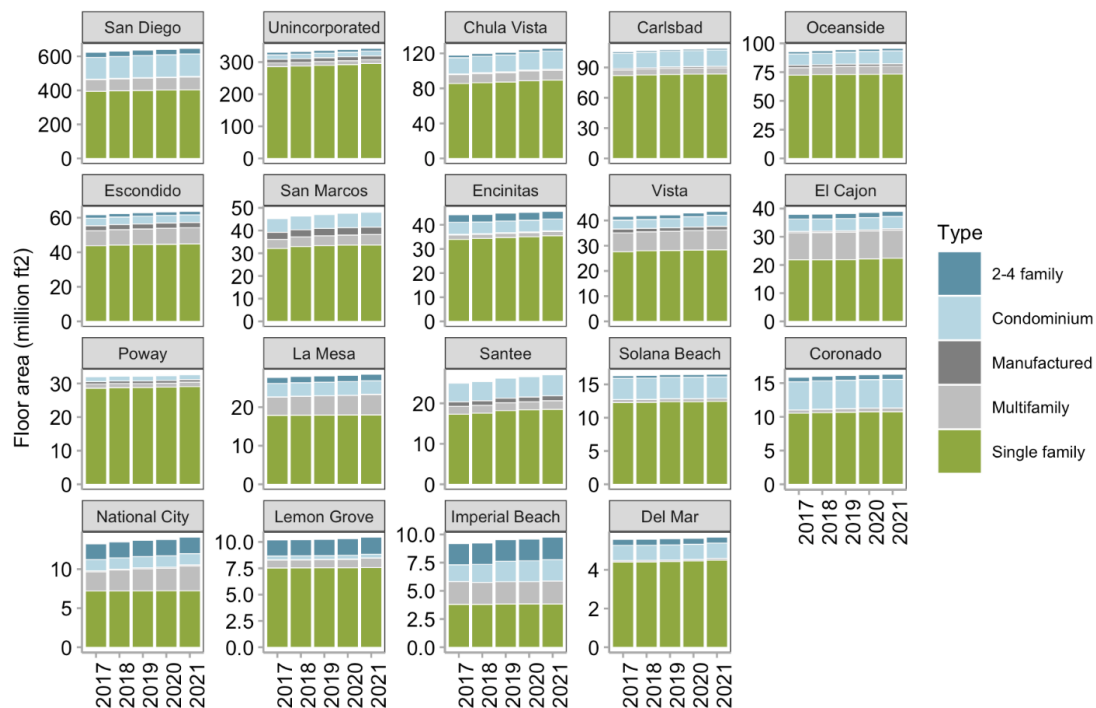 San Diego Unincorporated Chula Vista Carlsbad Oceanside
600 400 200 0
300 200 100 0
120 80 40 0
90 60 30 0
100 75 50 25 0
Escondido San Marcos Encinitas Vista El Cajon
60 40 20 0
50 40 30 20 10 0
40 30 20 10 0
40 30 20 10 0
40 30 20 10 0
Poway La Mesa Santee Solana Beach Coronado
30 20 10 0
20 10 0
20 10 0
15 10 5 0
15 10 5 0
National City Lemon Grove Imperial Beach Del Mar
10 5 0
10.0 7.5 5.0 2.5 0.0
10.0 7.5 5.0 2.5 0.0
4 2 0
2017 2018 2019 2020 2021
2017 2018 2019 2020 2021
2017 2018 2019 2020 2021
2017 2018 2019 2020 2021
2017 2018 2019 2020 2021
Floor area (million ft2)
Type
2-4 family
Condominium
Manufactured
Multifamily
Single family